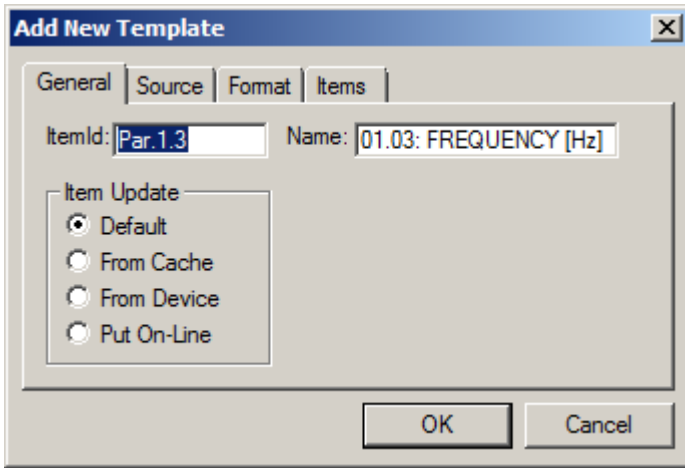 Add New Template
General Source Format Items
ItemId: Par.1.3 Name: 01.03: FREQUENCY [Hz]
Item Update
Default
From Cache
From Device
Put On-Line
OK Cancel